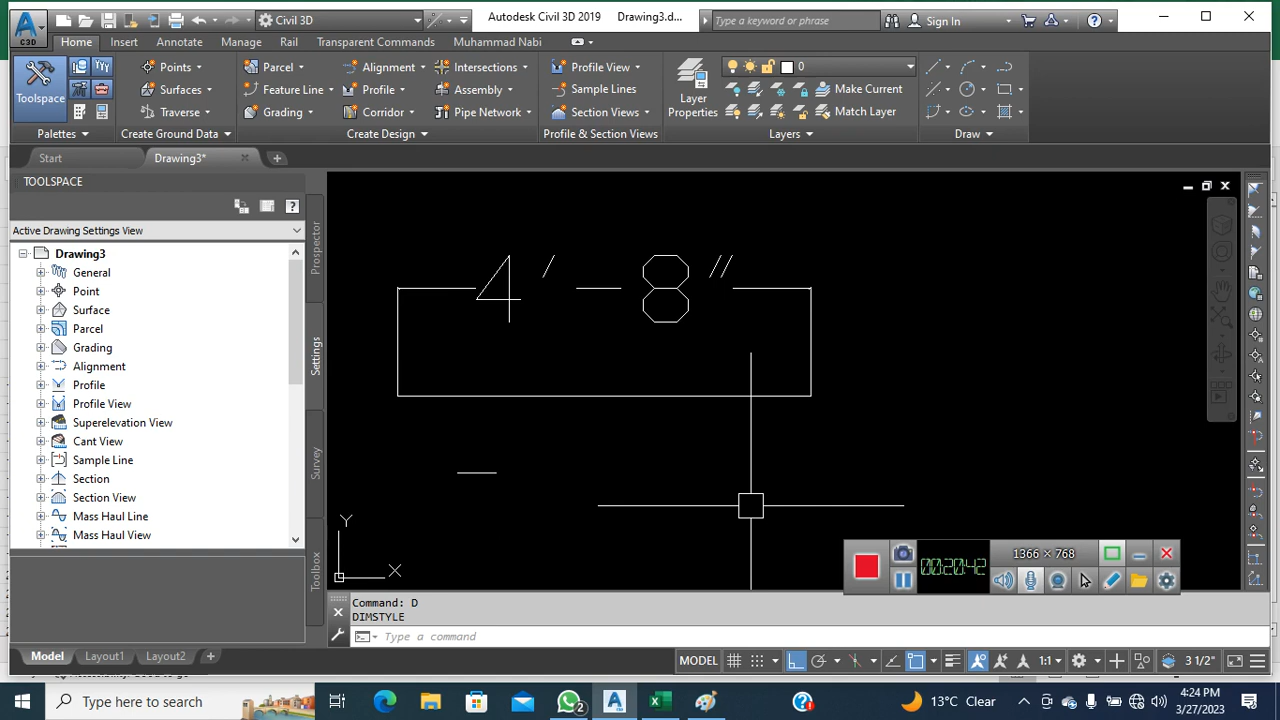 Civil 3D
Autodesk Civil 3D 2019 Drawing3.d...
Type a keyword or phrase
Sign In
C3D
Home Insert Annotate Manage Rail Transparent Commands Muhammad Nabi
Toolspace
Points
Surfaces
Traverse
Parcel
Feature Line
Grading
Alignment
Profile
Corridor
Intersections
Assembly
Pipe Network
Profile View
Sample Lines
Section Views
Layer Properties
0
Make Current
Match Layer
Palettes
Create Ground Data
Create Design
Profile & Section Views
Layers
Draw
Start
Drawing3*
TOOLSPACE
Active Drawing Settings View
Drawing3
General
Point
Surface
Parcel
Grading
Alignment
Profile
Profile View
Superelevation View
Cant View
Sample Line
Section
Section View
Mass Haul Line
Mass Haul View
Prospector
Settings
Survey
Toolbox
4' - 8"
Y
X
1366 × 768
00:20:42
Command: D
DIMSTYLE
Type a command
Model Layout1 Layout2
MODEL
1:1
3 1/2"
Type here to search
2
13°C Clear
4:24 PM
3/27/2023